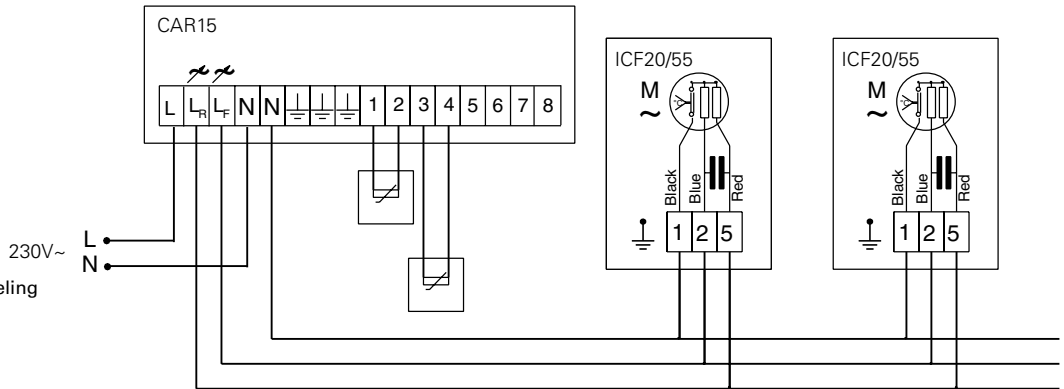 CAR15
L LR LF N N 1 2 3 4 5 6 7 8
ICF20/55
M
~
Black
Blue
Red
1 2 5
ICF20/55
M
~
Black
Blue
Red
1 2 5
230V~
L
N
eling